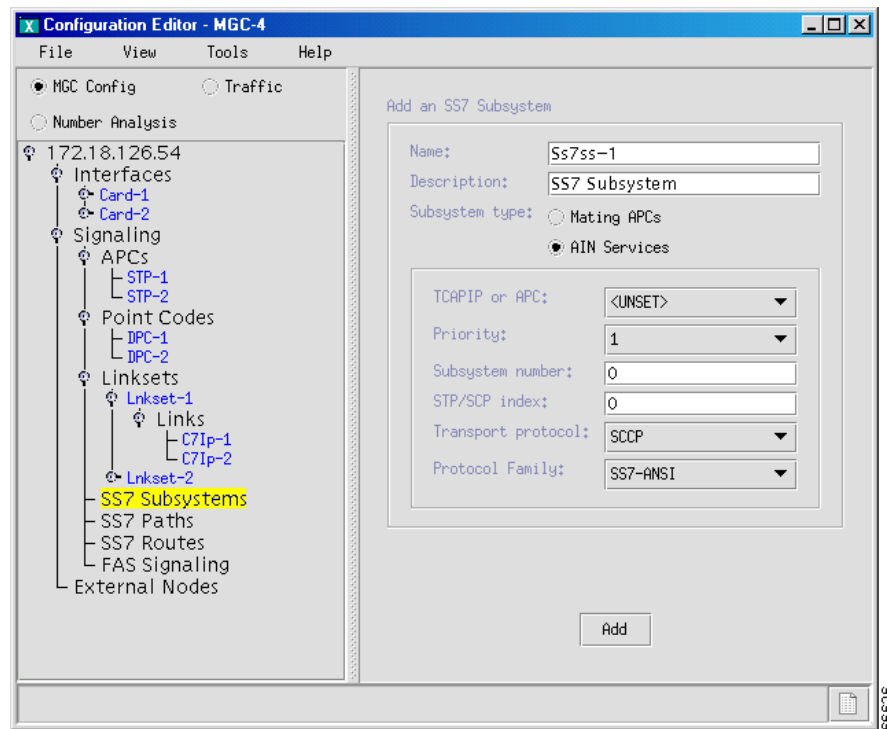 X Configuration Editor - MGC-4
File View Tools Help
MGC Config Traffic
Number Analysis
172.18.126.54
Interfaces
Card-1
Card-2
Signaling
APCs
STP-1
STP-2
Point Codes
DPC-1
DPC-2
Linksets
Lnkset-1
Links
C7Ip-1
C7Ip-2
Lnkset-2
SS7 Subsystems
SS7 Paths
SS7 Routes
FAS Signaling
External Nodes
Add an SS7 Subsystem
Name: Ss7ss-1
Description: SS7 Subsystem
Subsystem type: Mating APCs
AIN Services
TCAPIP or APC: <UNSET>
Priority: 1
Subsystem number: 0
STP/SCP index: 0
Transport protocol: SCCP
Protocol Family: SS7-ANSI
Add